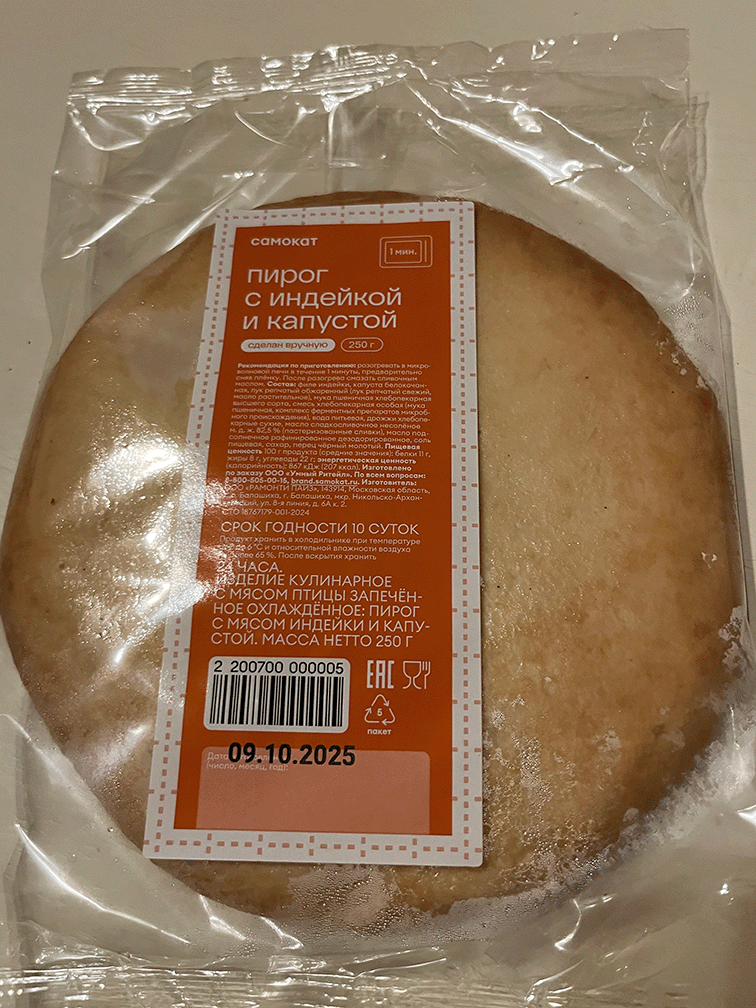 самокат
1 мин.
пирог
с индейкой
и капустой
сделан вручную
250 г
Рекомендация по приготовлению: разогревать в микро-
волновой печи в течение 1 минуты, предварительно
сняв плёнку. После разогрева смазать сливочным
маслом. Состав: филе индейки, капуста белокочан-
ная, лук репчатый обжаренный (лук репчатый свежий,
масло растительное), мука пшеничная хлебопекарная
высшего сорта, смесь хлебопекарная особая (мука
пшеничная, комплекс ферментных препаратов микроб-
ного происхождения), вода питьевая, дрожжи хлебопе-
карные сухие, масло сладкосливочное несолёное
м. д. ж. 82,5 % (пастеризованные сливки), масло под-
солнечное рафинированное дезодорированное, соль
пищевая, сахар, перец чёрный молотый. Пищевая
ценность 100 г продукта (средние значения): белки 11 г,
жиры 8 г, углеводы 22 г; энергетическая ценность
(калорийность): 867 кДж (207 ккал). Изготовлено
по заказу ООО «Умный Ритейл». По всем вопросам:
8-800-505-00-15, brand.samokat.ru. Изготовитель:
ООО «РАМОНТИ ПАЙЗ», 143914, Московская область,
г. о. Балашиха, г. Балашиха, мкр. Никольско-Архан-
ул. 8-я линия, д. 6А к. 2.
СТО 18767179-001-2024
СРОК ГОДНОСТИ 10 СУТОК
Продукт хранить в холодильнике при температуре
6 °C и относительной влажности воздуха
более 65 %. После вскрытия хранить
24 ЧАСА.
ИЗДЕЛИЕ КУЛИНАРНОЕ
С МЯСОМ ПТИЦЫ ЗАПЕЧЁН-
НОЕ ОХЛАЖДЁННОЕ: ПИРОГ
С МЯСОМ ИНДЕЙКИ И КАПУ-
СТОЙ. МАССА НЕТТО 250 Г
2 200700 000005
EAC
5
пакет
09.10.2025
Дата
(число, месяц, год):